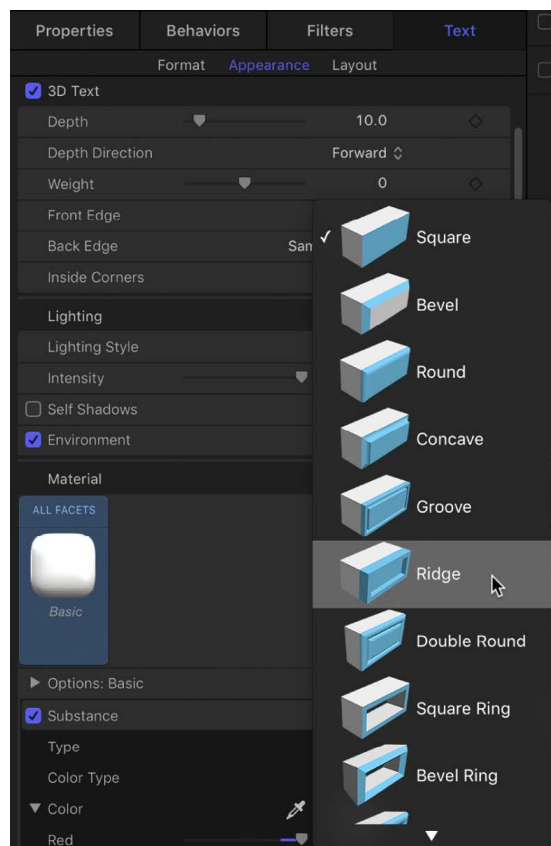 Properties Behaviors Filters Text
Format Appearance Layout
3D Text
Depth 10.0
Depth Direction Forward
Weight 0
Front Edge
Back Edge
Inside Corners
Lighting
Lighting Style
Intensity
Self Shadows
Environment
Material
ALL FACETS
Basic
Options: Basic
Substance
Type
Color Type
Color
Red
Square
Bevel
Round
Concave
Groove
Ridge
Double Round
Square Ring
Bevel Ring